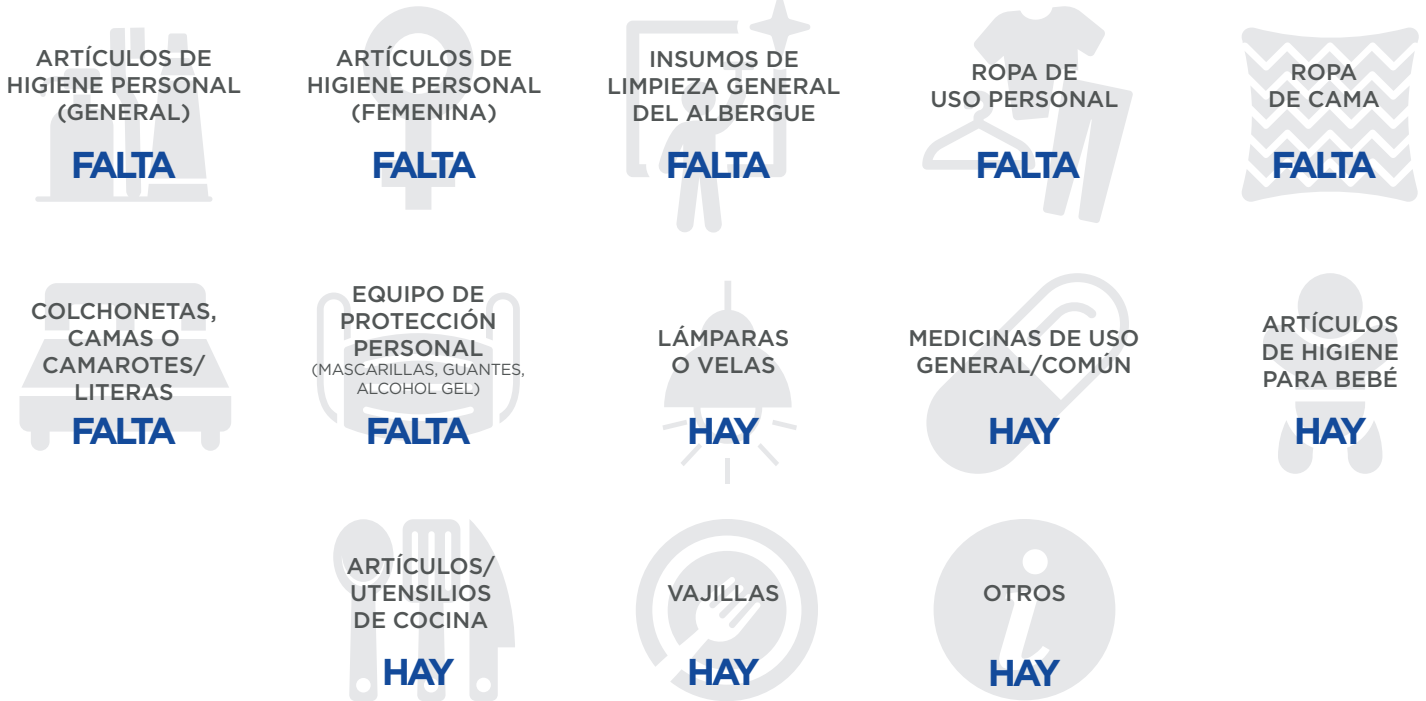 ARTÍCULOS DE
HIGIENE PERSONAL
(GENERAL)
FALTA
ARTÍCULOS DE
HIGIENE PERSONAL
(FEMENINA)
FALTA
INSUMOS DE
LIMPIEZA GENERAL
DEL ALBERGUE
FALTA
ROPA DE
USO PERSONAL
FALTA
ROPA
DE CAMA
FALTA
COLCHONETAS,
CAMAS O
CAMAROTES/
LITERAS
FALTA
EQUIPO DE
PROTECCIÓN
PERSONAL
(MASCARILLAS, GUANTES,
ALCOHOL GEL)
FALTA
LÁMPARAS
O VELAS
HAY
MEDICINAS DE USO
GENERAL/COMÚN
HAY
ARTÍCULOS
DE HIGIENE
PARA BEBÉ
HAY
ARTÍCULOS/
UTENSILIOS
DE COCINA
HAY
VAJILLAS
HAY
OTROS
HAY